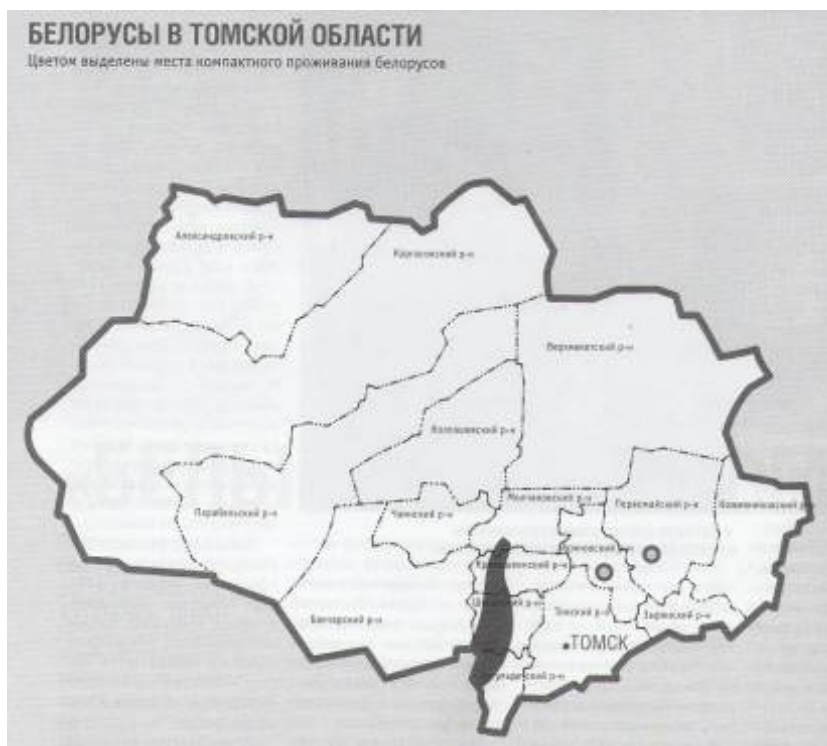 БЕЛОРУСЫ В ТОМСКОЙ ОБЛАСТИ
Цветом выделены места компактного проживания белорусов
Александровский р-н
Каргасокский р-н
Верхнекетский р-н
Колпашевский р-н
Молчановский р-н
Первомайский р-н
Кожевниковский р-н
Парабельский р-н
Чаинский р-н
Кривошеинский р-н
Бакчарский р-н
Томский р-н
Зырянский р-н
ТОМСК